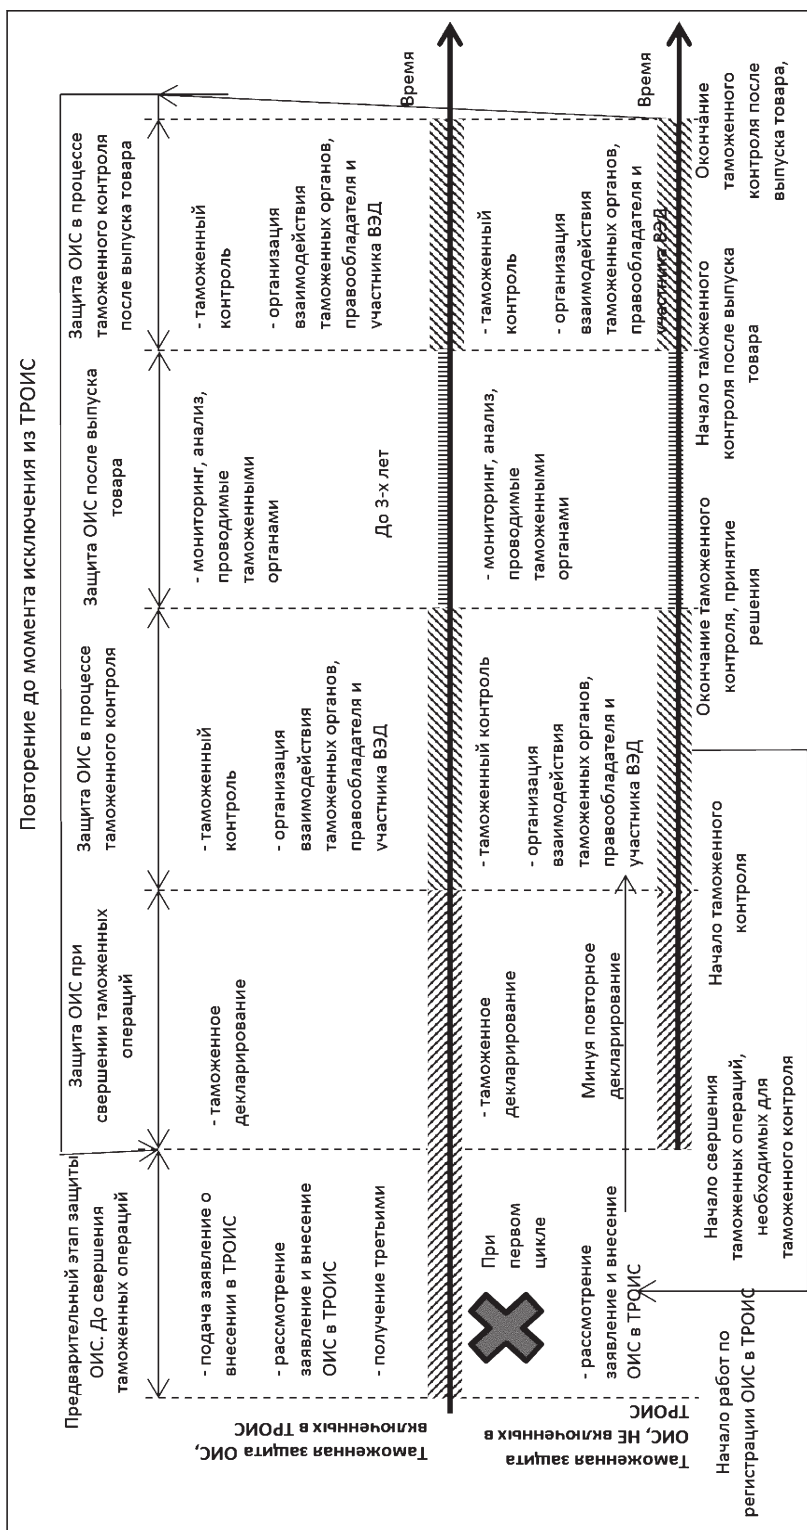 Повторение до момента исключения из ТРОИС
Предварительный этап защиты
ОИС. До свершения
таможенных операций
Защита ОИС при
свершении таможенных
операций
Защита ОИС в процессе
таможенного контроля
Защита ОИС после выпуска
товара
Защита ОИС в процессе
таможенного контроля
после выпуска товара
Таможенная защита ОИС,
включенных в ТРОИС
- подача заявление о
внесении в ТРОИС
- рассмотрение
заявление и внесение
ОИС в ТРОИС
- получение третьими
- таможенное
декларирование
- таможенный
контроль
- организация
взаимодействия
таможенных органов,
правообладателя и
участника ВЭД
- мониторинг, анализ,
проводимые
таможенными
органами
До 3-х лет
- таможенный
контроль
- организация
взаимодействия
таможенных органов,
правообладателя и
участника ВЭД
Время
Таможенная защита
ОИС, НЕ включенных в
ТРОИС
При
первом
цикле
- рассмотрение
заявление и внесение
ОИС в ТРОИС
- таможенное
декларирование
Минуя повторное
декларирование
- таможенный контроль
- организация
взаимодействия
таможенных органов,
правообладателя и
участника ВЭД
- мониторинг, анализ,
проводимые
таможенными
органами
- таможенный
контроль
- организация
взаимодействия
таможенных органов,
правообладателя и
участника ВЭД
Время
Начало работ по
регистрации ОИС в ТРОИС
Начало свершения
таможенных операций,
необходимых для
таможенного контроля
Начало таможенного
контроля
Окончание таможенного
контроля, принятие
решения
Начало таможенного
контроля после выпуска
товара
Окончание
таможенного
контроля после
выпуска товара,